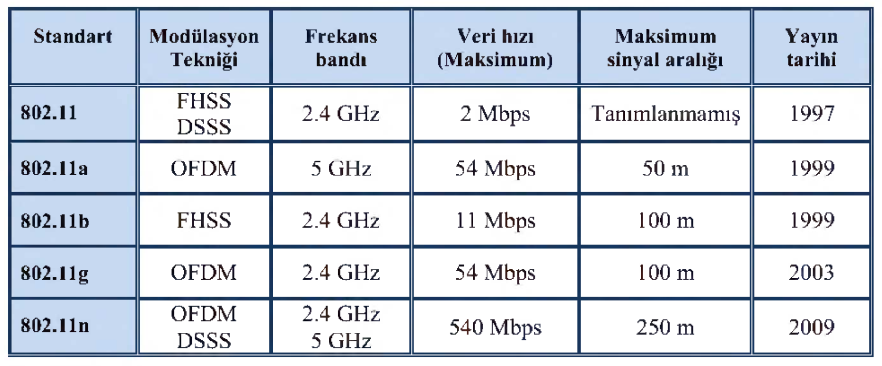 Standart Modülasyon Tekniği Frekans bandı Veri hızı (Maksimum) Maksimum sinyal aralığı Yayın tarihi
802.11 FHSS DSSS 2.4 GHz 2 Mbps Tanımlanmamış 1997
802.11a OFDM 5 GHz 54 Mbps 50 m 1999
802.11b FHSS 2.4 GHz 11 Mbps 100 m 1999
802.11g OFDM 2.4 GHz 54 Mbps 100 m 2003
802.11n OFDM DSSS 2.4 GHz 5 GHz 540 Mbps 250 m 2009